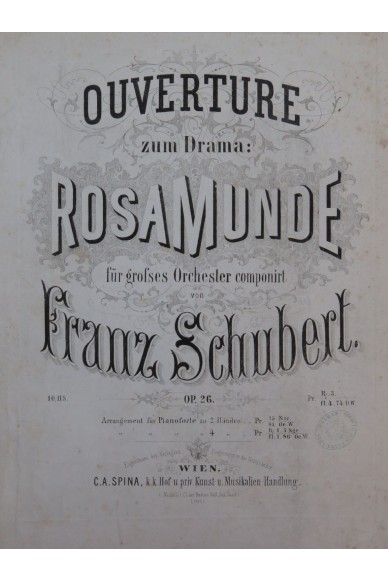 OUVERTURE
zum Drama:
ROSAMUNDE
für großes Orchester componirt
VON
Franz Schubert.
OP. 26.
Arrangement für Pianoforte zu 2 Händen
4
WIEN,
C.A. SPINA, k.k. Hof u. priv. Kunst u. Musikalien-Handlung.